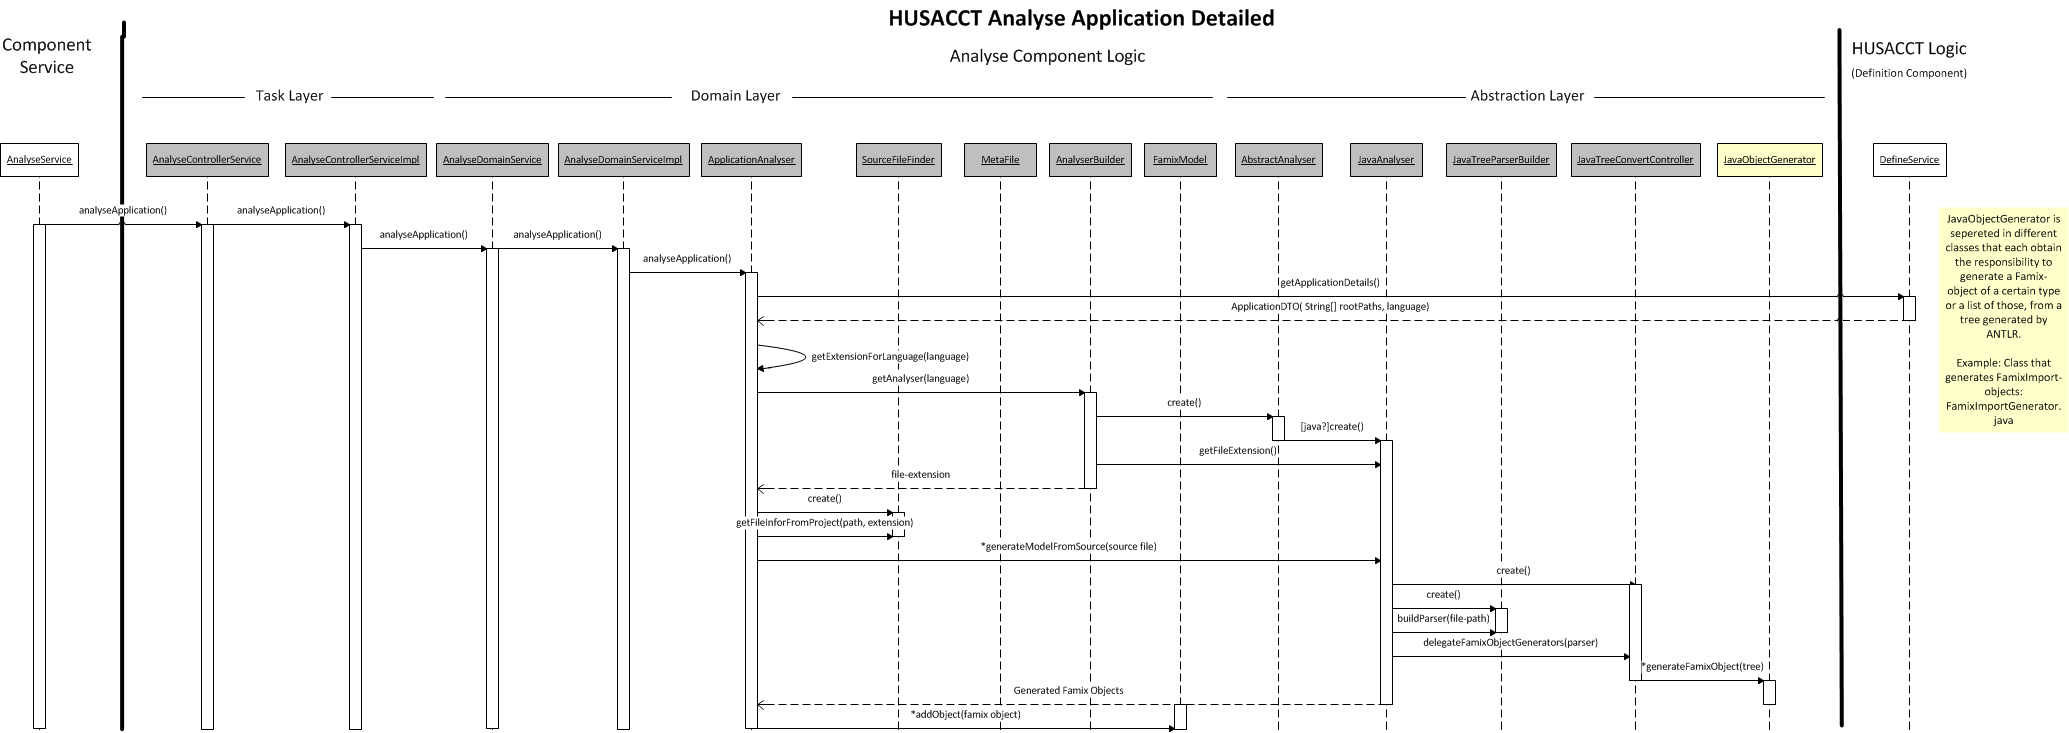 HUSACCT Analyse Application Detailed
Component
Service
Analyse Component Logic
HUSACCT Logic
(Definition Component)
Task Layer
Domain Layer
Abstraction Layer
AnalyseService
AnalyseControllerService
AnalyseControllerServiceImpl
AnalyseDomainService
AnalyseDomainServiceImpl
ApplicationAnalyser
SourceFileFinder
MetaFile
AnalyserBuilder
FamixModel
AbstractAnalyser
JavaAnalyser
JavaTreeParserBuilder
JavaTreeConvertController
JavaObjectGenerator
DefineService
analyseApplication()
analyseApplication()
analyseApplication()
analyseApplication()
analyseApplication()
getApplicationDetails()
ApplicationDTO( String[] rootPaths, language)
getExtensionForLanguage(language)
getAnalyser(language)
create()
[java?]create()
getFileExtension()
file-extension
create()
getFileInforFromProject(path, extension)
*generateModelFromSource(source file)
create()
create()
buildParser(file-path)
delegateFamixObjectGenerators(parser)
*generateFamixObject(tree)
Generated Famix Objects
*addObject(famix object)
JavaObjectGenerator is
sepereted in different
classes that each obtain
the responsibility to
generate a Famix-
object of a certain type
or a list of those, from a
tree generated by
ANTLR.
Example: Class that
generates FamixImport-
objects:
FamixImportGenerator.
java